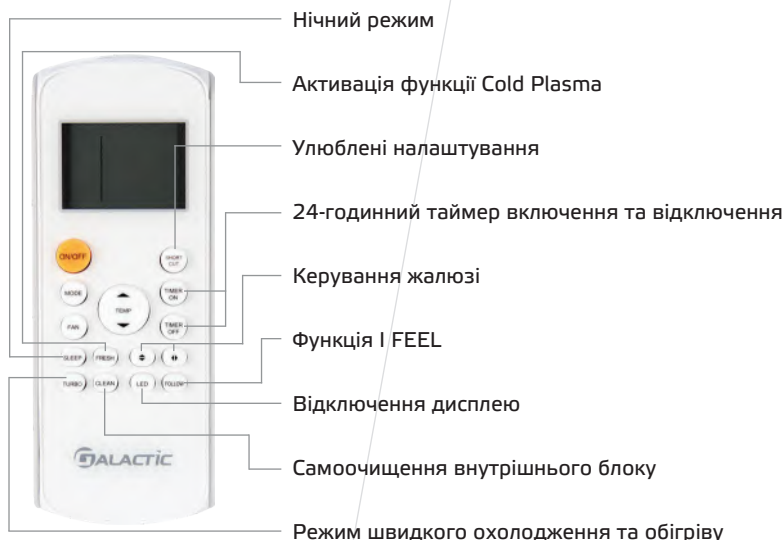 Нічний режим
Активація функції Cold Plasma
Улюблені налаштування
24-годинний таймер включення та відключення
Керування жалюзі
Функція I FEEL
Відключення дисплею
Самоочищення внутрішнього блоку
Режим швидкого охолодження та обігріву
ON/OFF
SHORT
CUT
MODE
TEMP
TIMER
ON
FAN
TIMER
OFF
SLEEP
FRESH
TURBO
CLEAN
LED
FOLLOW
GALACTIC